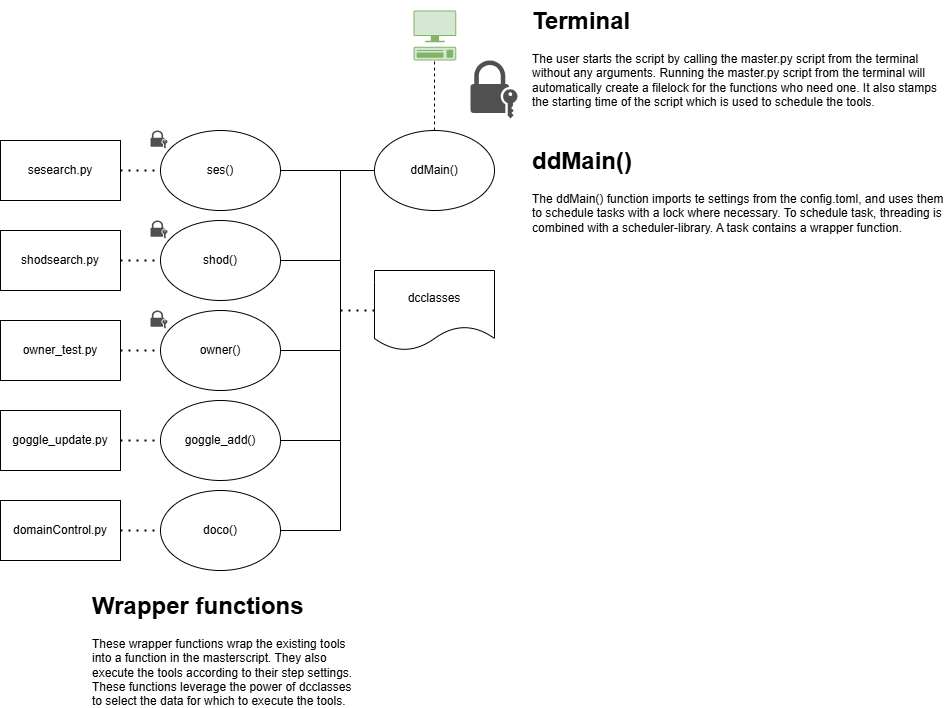 Terminal
The user starts the script by calling the master.py script from the terminal
without any arguments. Running the master.py script from the terminal will
automatically create a filelock for the functions who need one. It also stamps
the starting time of the script which is used to schedule the tools.
sesearch.py
ses()
ddMain()
ddMain()
The ddMain() function imports te settings from the config.toml, and uses them
to schedule tasks with a lock where necessary. To schedule task, threading is
combined with a scheduler-library. A task contains a wrapper function.
shodsearch.py
shod()
dcclasses
owner_test.py
owner()
goggle_update.py
goggle_add()
domainControl.py
doco()
Wrapper functions
These wrapper functions wrap the existing tools
into a function in the masterscript. They also
execute the tools according to their step settings.
These functions leverage the power of dcclasses
to select the data for which to execute the tools.